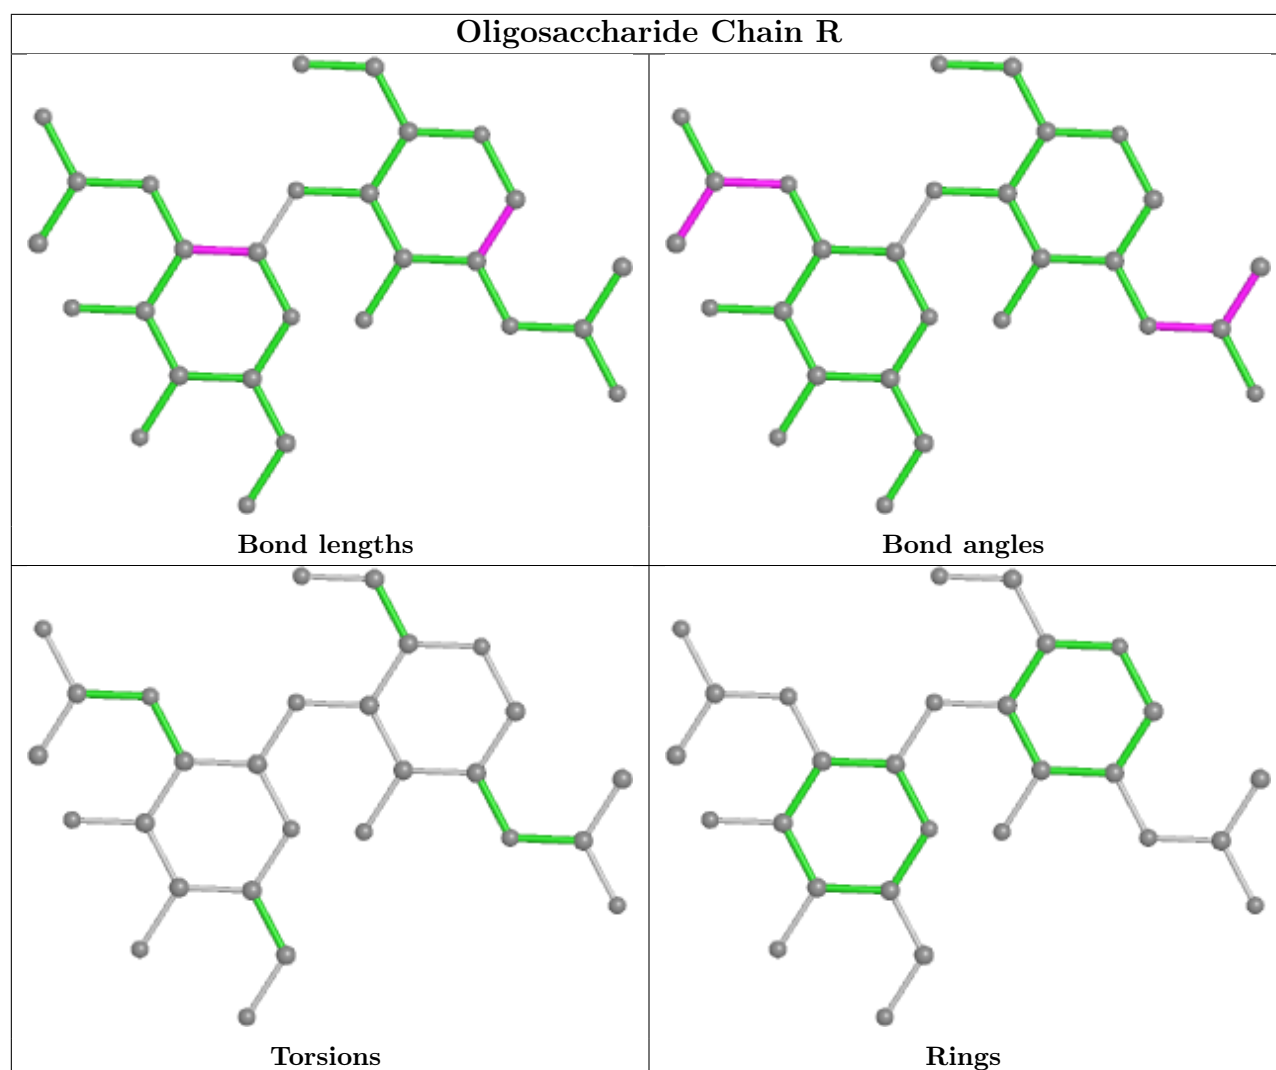 Oligosaccharide Chain R
Bond lengths
Bond angles
Torsions
Rings